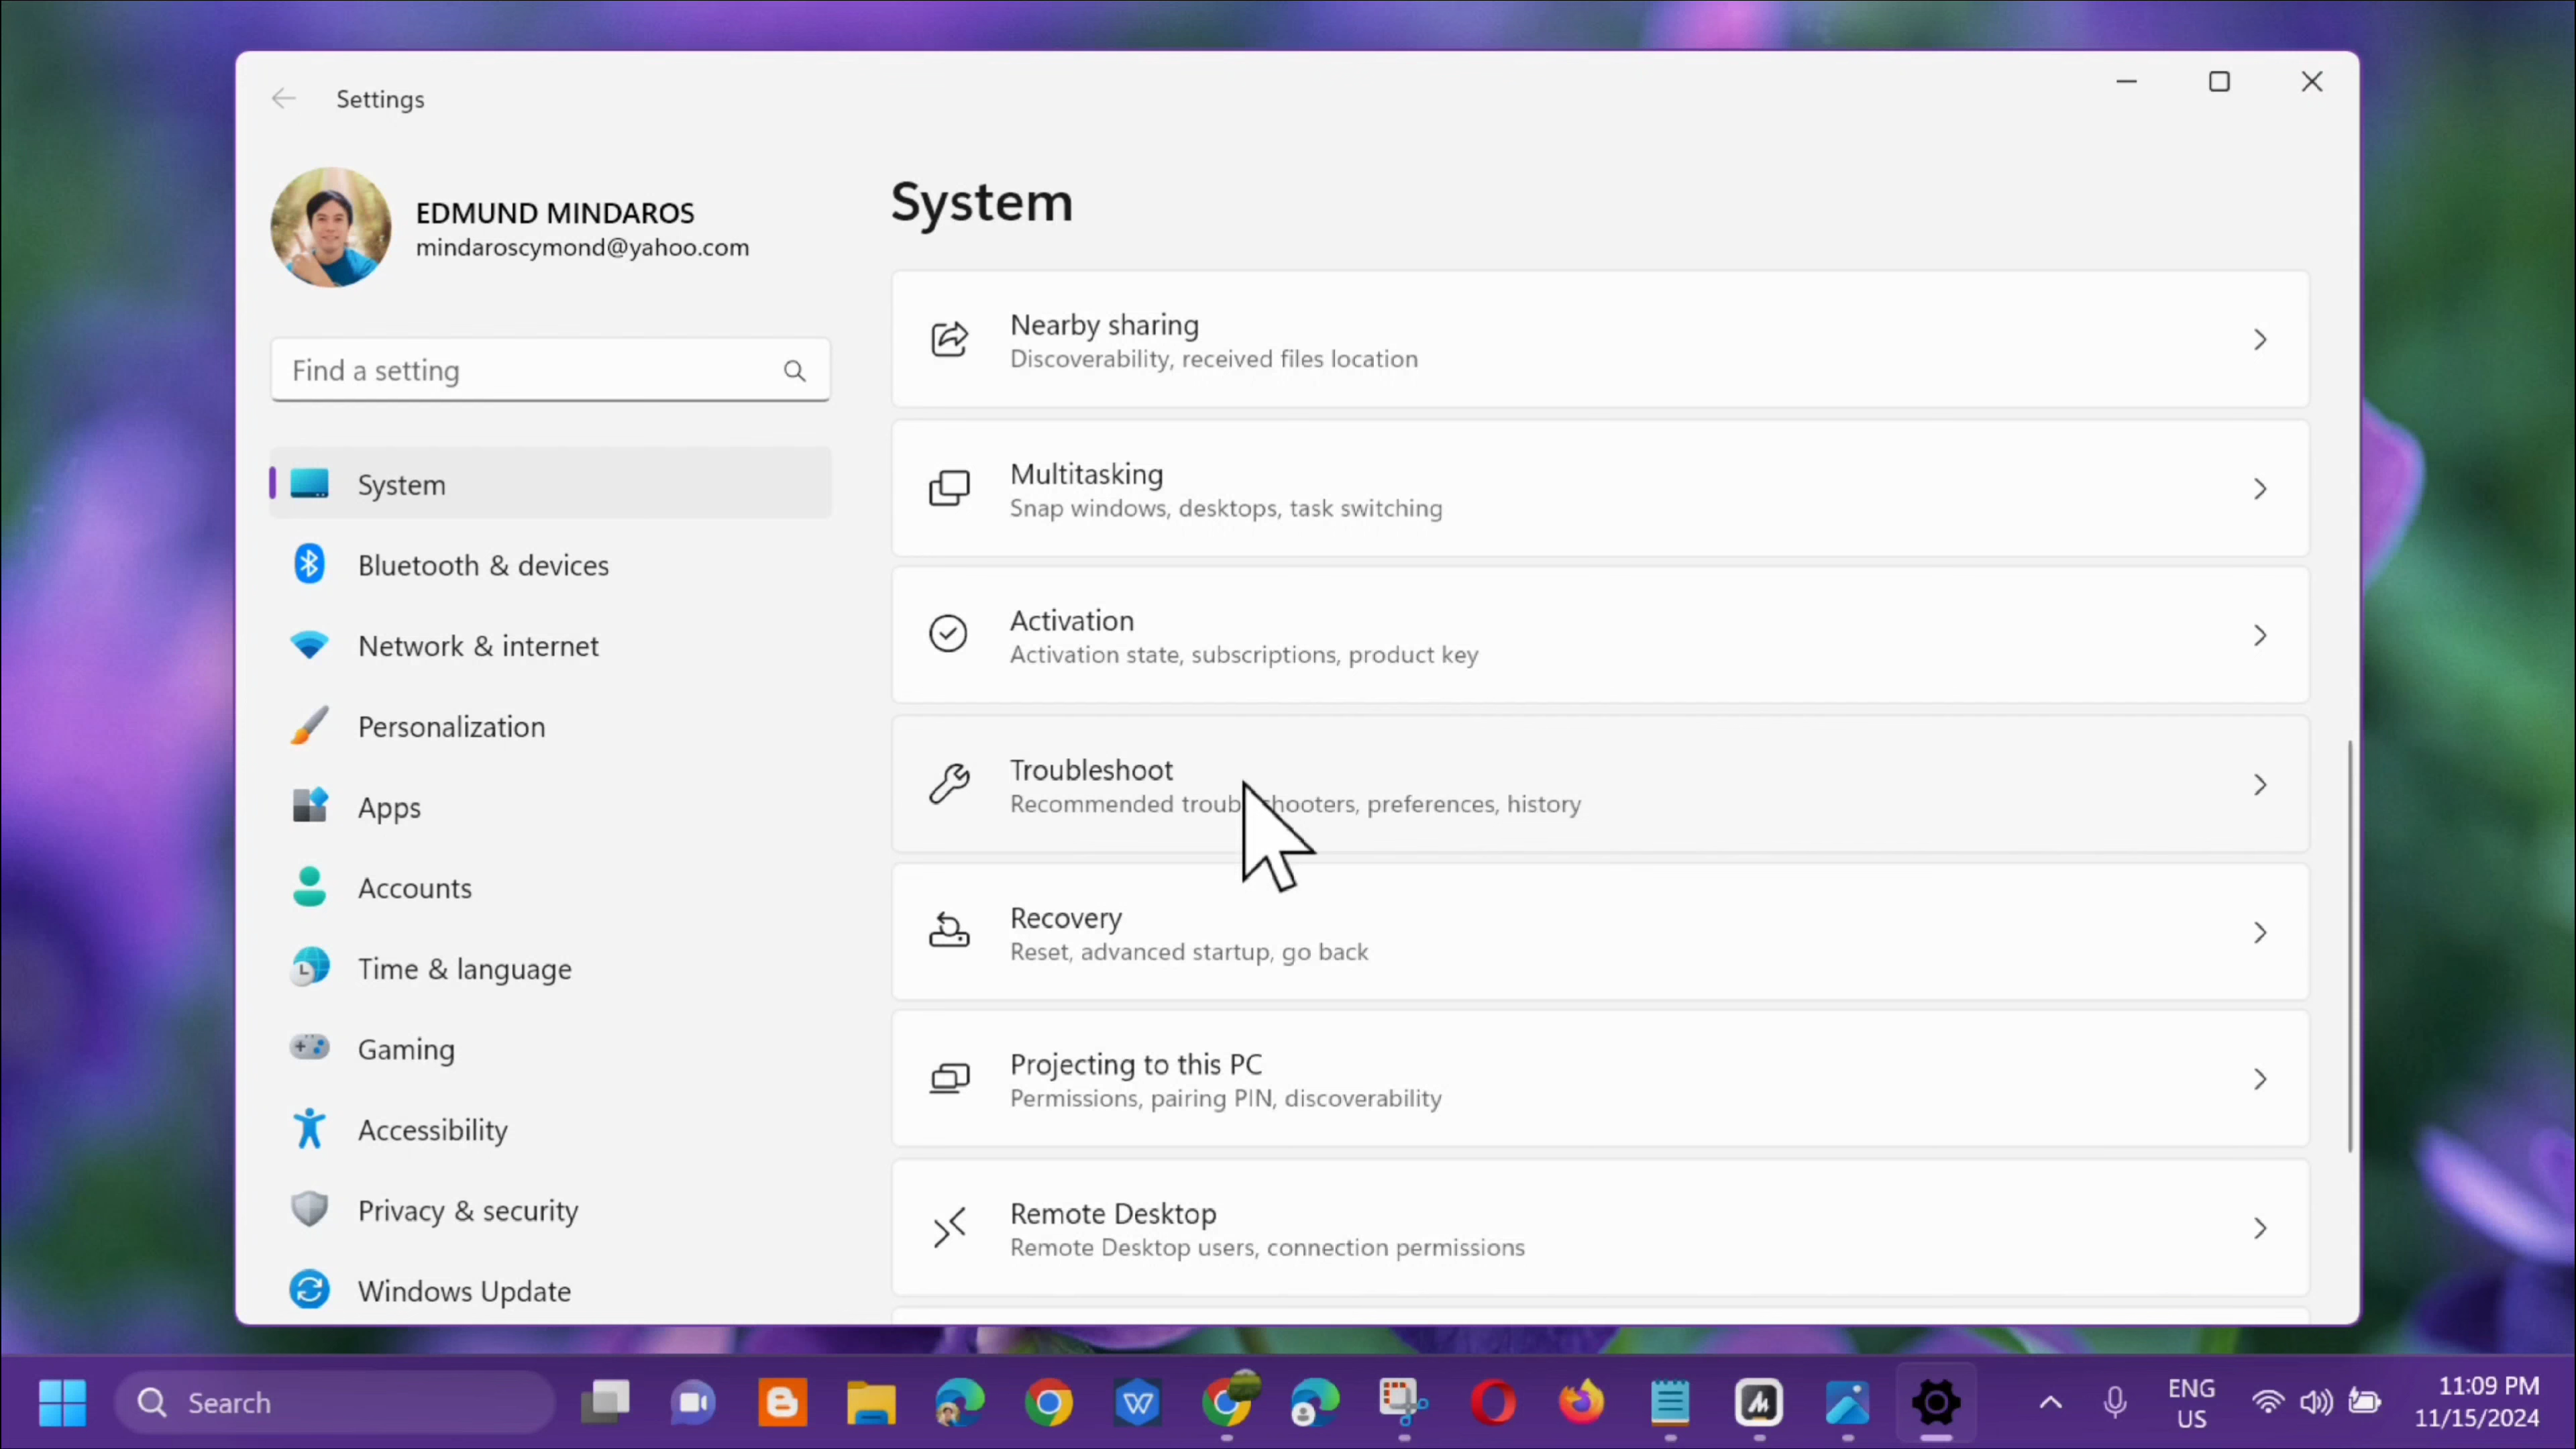 Settings
EDMUND MINDAROS
mindaroscymond@yahoo.com
Find a setting
System
Bluetooth & devices
Network & internet
Personalization
Apps
Accounts
Time & language
Gaming
Accessibility
Privacy & security
Windows Update
System
Nearby sharing
Discoverability, received files location
Multitasking
Snap windows, desktops, task switching
Activation
Activation state, subscriptions, product key
Troubleshoot
Recommended troub shooters, preferences, history
Recovery
Reset, advanced startup, go back
Projecting to this PC
Permissions, pairing PIN, discoverability
Remote Desktop
Remote Desktop users, connection permissions
Search
ENG
US
11:09 PM
11/15/2024